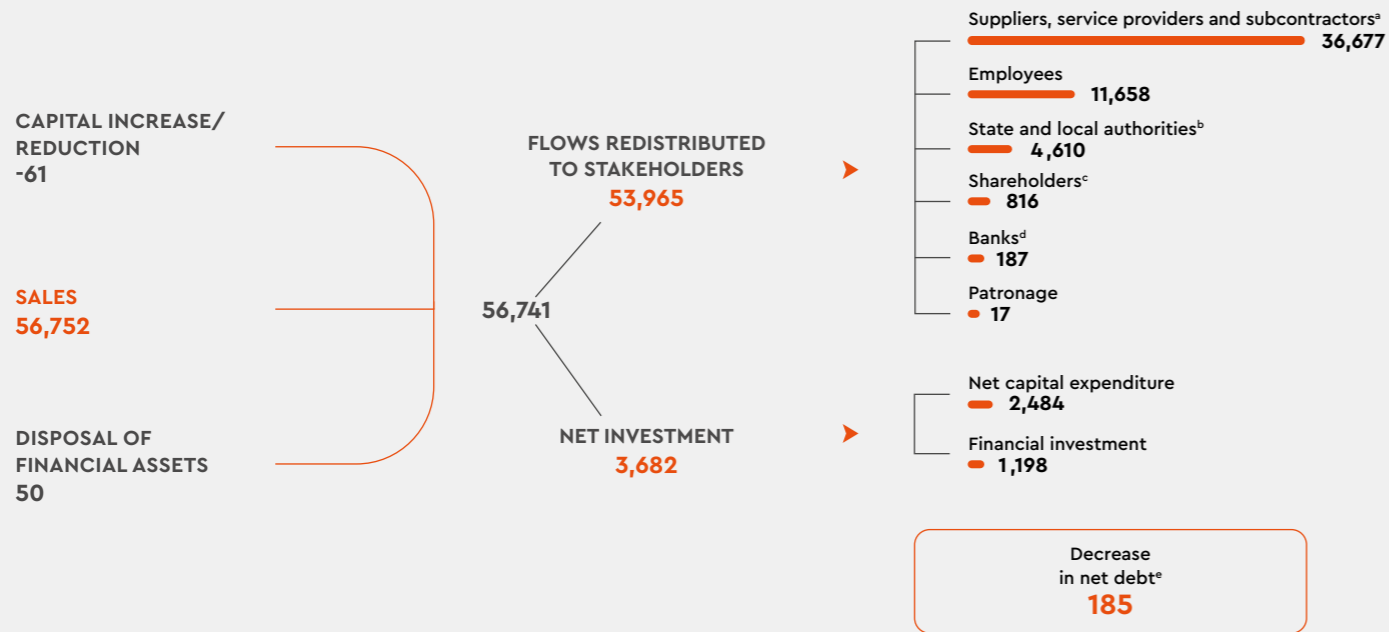 CAPITAL INCREASE/
REDUCTION
-61
SALES
56,752
DISPOSAL OF
FINANCIAL ASSETS
50
56,741
FLOWS REDISTRIBUTED
TO STAKEHOLDERS
53,965
NET INVESTMENT
3,682
Suppliers, service providers and subcontractorsᵃ
36,677
Employees
11,658
State and local authoritiesᵇ
4,610
Shareholdersᶜ
816
Banksᵈ
187
Patronage
17
Net capital expenditure
2,484
Financial investment
1,198
Decrease
in net debtᵉ
185